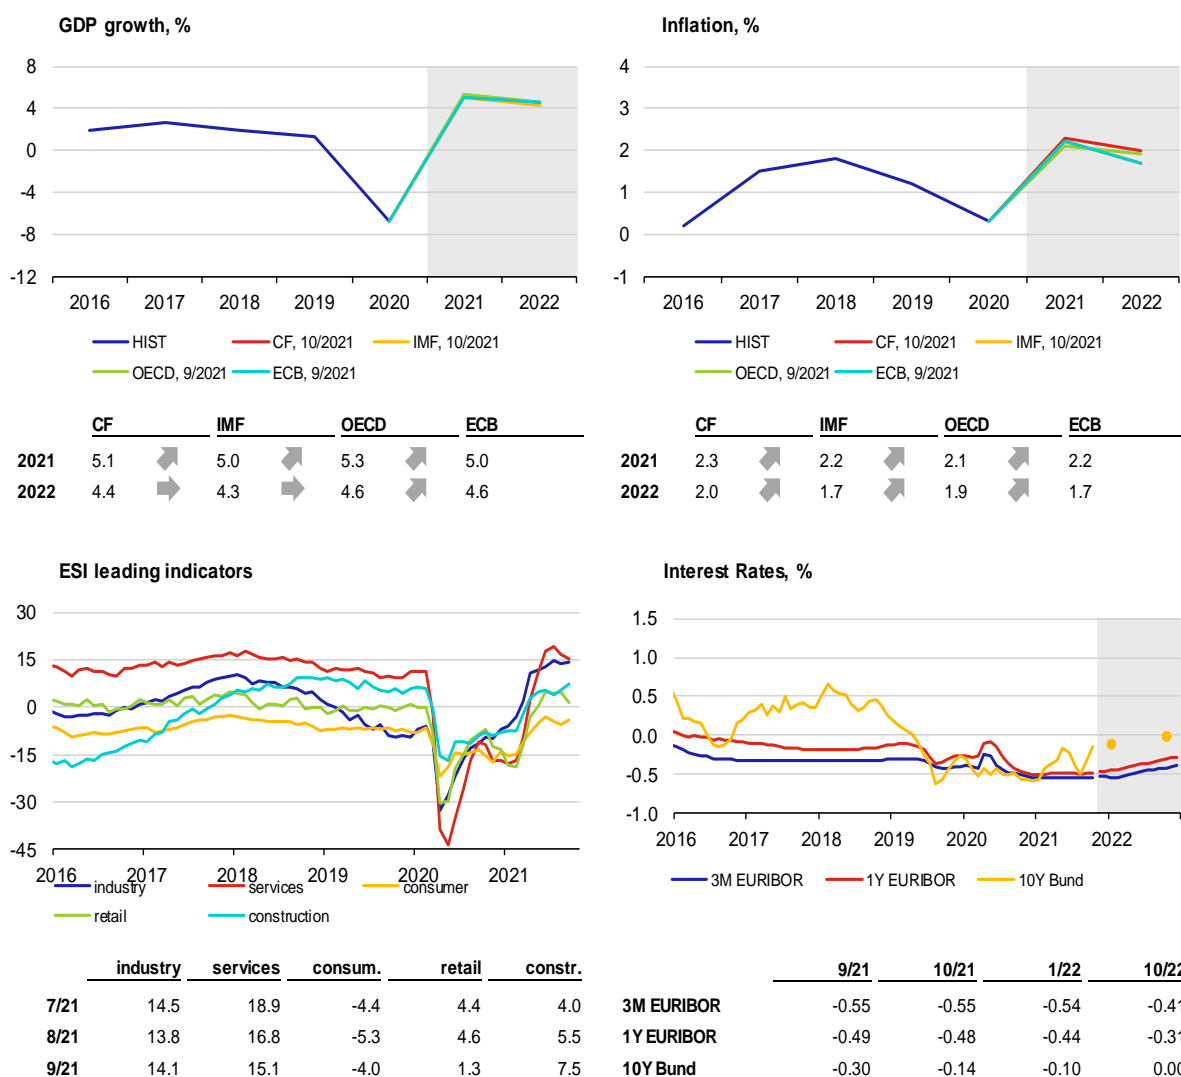 GDP growth, %
8
4
0
-4
-8
-12
2016 2017 2018 2019 2020 2021 2022
HIST CF, 10/2021 IMF, 10/2021
OECD, 9/2021 ECB, 9/2021
CF IMF OECD ECB
2021 5.1 5.0 5.3 5.0
2022 4.4 4.3 4.6 4.6
Inflation, %
4
3
2
1
0
-1
2016 2017 2018 2019 2020 2021 2022
HIST CF, 10/2021 IMF, 10/2021
OECD, 9/2021 ECB, 9/2021
CF IMF OECD ECB
2021 2.3 2.2 2.1 2.2
2022 2.0 1.7 1.9 1.7
ESI leading indicators
30
15
0
-15
-30
-45
2016 2017 2018 2019 2020 2021
industry services consumer
retail construction
industry services consum. retail constr.
7/21 14.5 18.9 -4.4 4.4 4.0
8/21 13.8 16.8 -5.3 4.6 5.5
9/21 14.1 15.1 -4.0 1.3 7.5
Interest Rates, %
1.5
1.0
0.5
0.0
-0.5
-1.0
2016 2017 2018 2019 2020 2021 2022
3M EURIBOR 1Y EURIBOR 10Y Bund
9/21 10/21 1/22 10/22
3M EURIBOR -0.55 -0.55 -0.54 -0.41
1Y EURIBOR -0.49 -0.48 -0.44 -0.31
10Y Bund -0.30 -0.14 -0.10 0.00